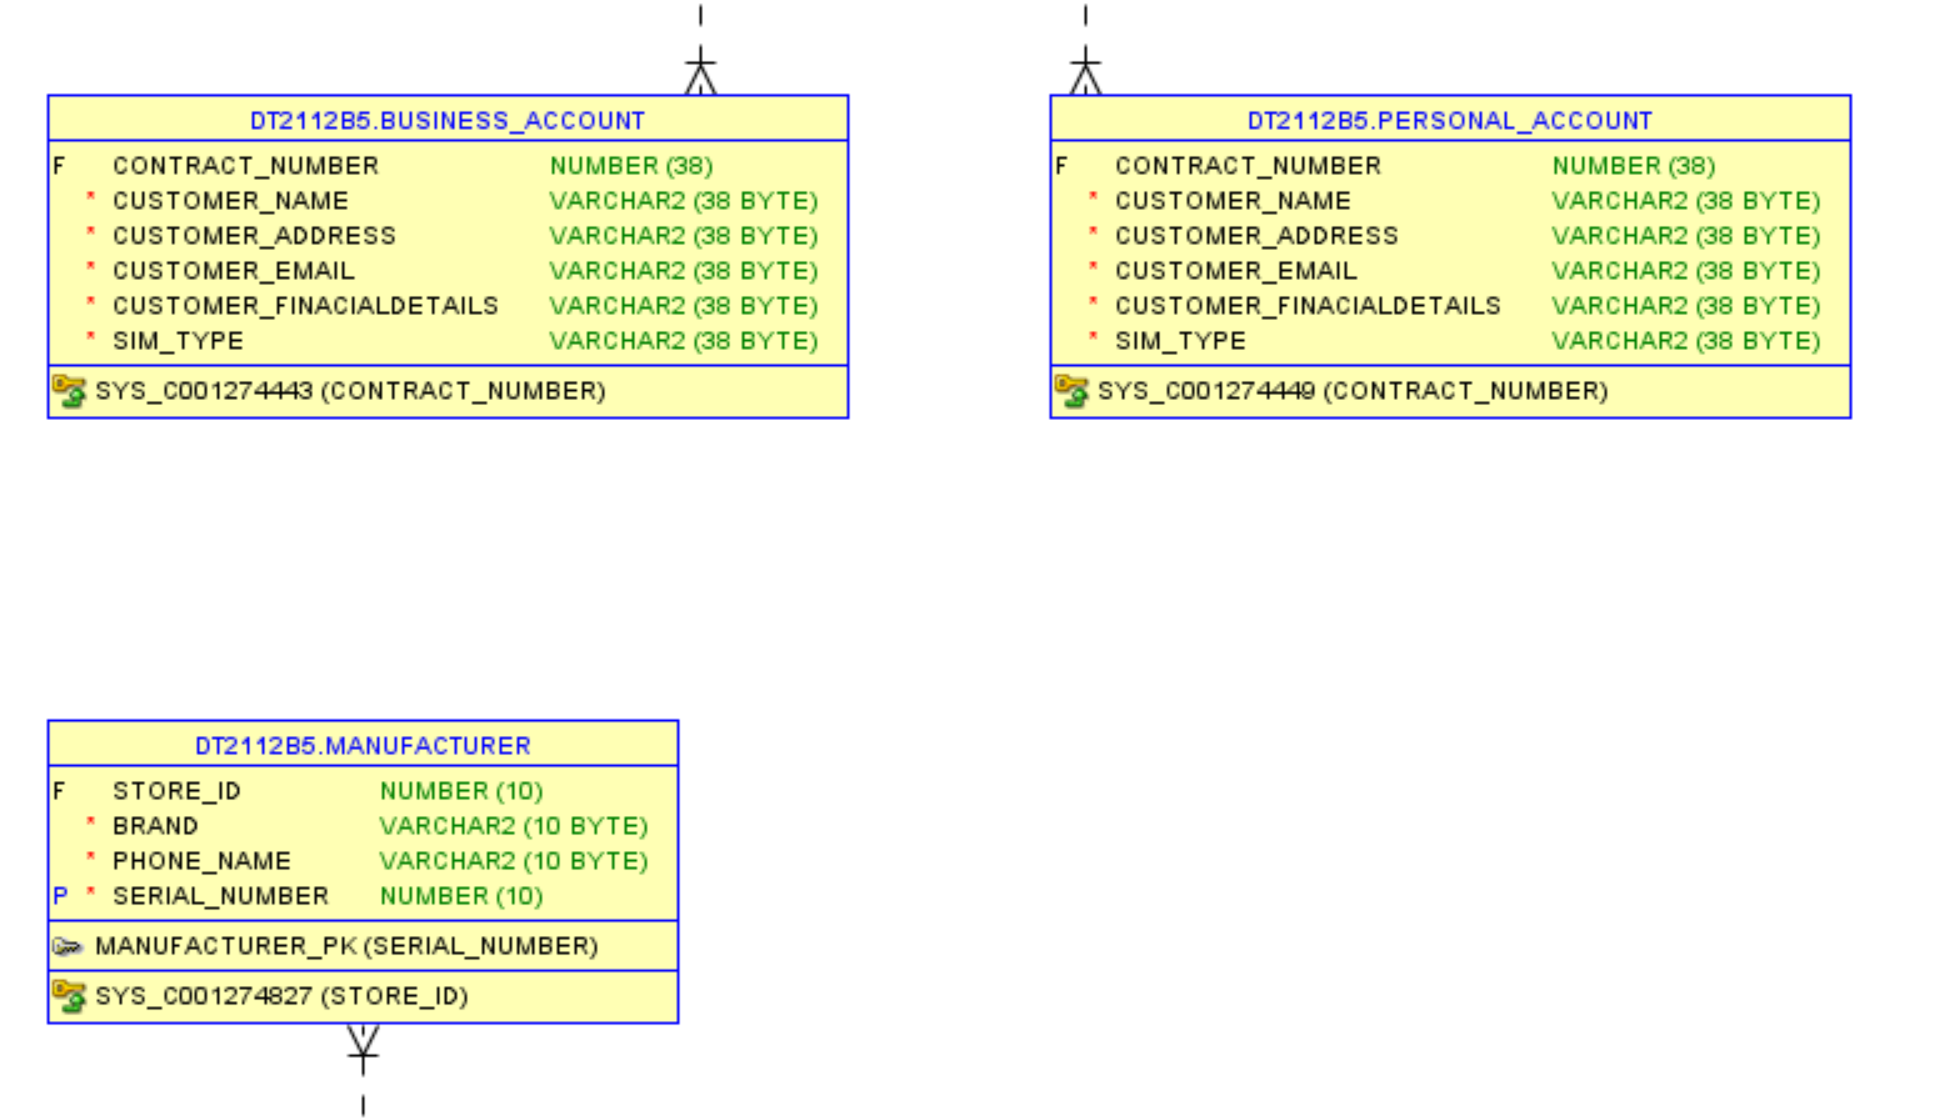 DT2112B5.BUSINESS_ACCOUNT
F CONTRACT_NUMBER NUMBER (38)
* CUSTOMER_NAME VARCHAR2 (38 BYTE)
* CUSTOMER_ADDRESS VARCHAR2 (38 BYTE)
* CUSTOMER_EMAIL VARCHAR2 (38 BYTE)
* CUSTOMER_FINACIALDETAILS VARCHAR2 (38 BYTE)
* SIM_TYPE VARCHAR2 (38 BYTE)
SYS_C001274443 (CONTRACT_NUMBER)
DT2112B5.PERSONAL_ACCOUNT
F CONTRACT_NUMBER NUMBER (38)
* CUSTOMER_NAME VARCHAR2 (38 BYTE)
* CUSTOMER_ADDRESS VARCHAR2 (38 BYTE)
* CUSTOMER_EMAIL VARCHAR2 (38 BYTE)
* CUSTOMER_FINACIALDETAILS VARCHAR2 (38 BYTE)
* SIM_TYPE VARCHAR2 (38 BYTE)
SYS_C001274449 (CONTRACT_NUMBER)
DT2112B5.MANUFACTURER
F STORE_ID NUMBER (10)
* BRAND VARCHAR2 (10 BYTE)
* PHONE_NAME VARCHAR2 (10 BYTE)
P * SERIAL_NUMBER NUMBER (10)
MANUFACTURER_PK (SERIAL_NUMBER)
SYS_C001274827 (STORE_ID)